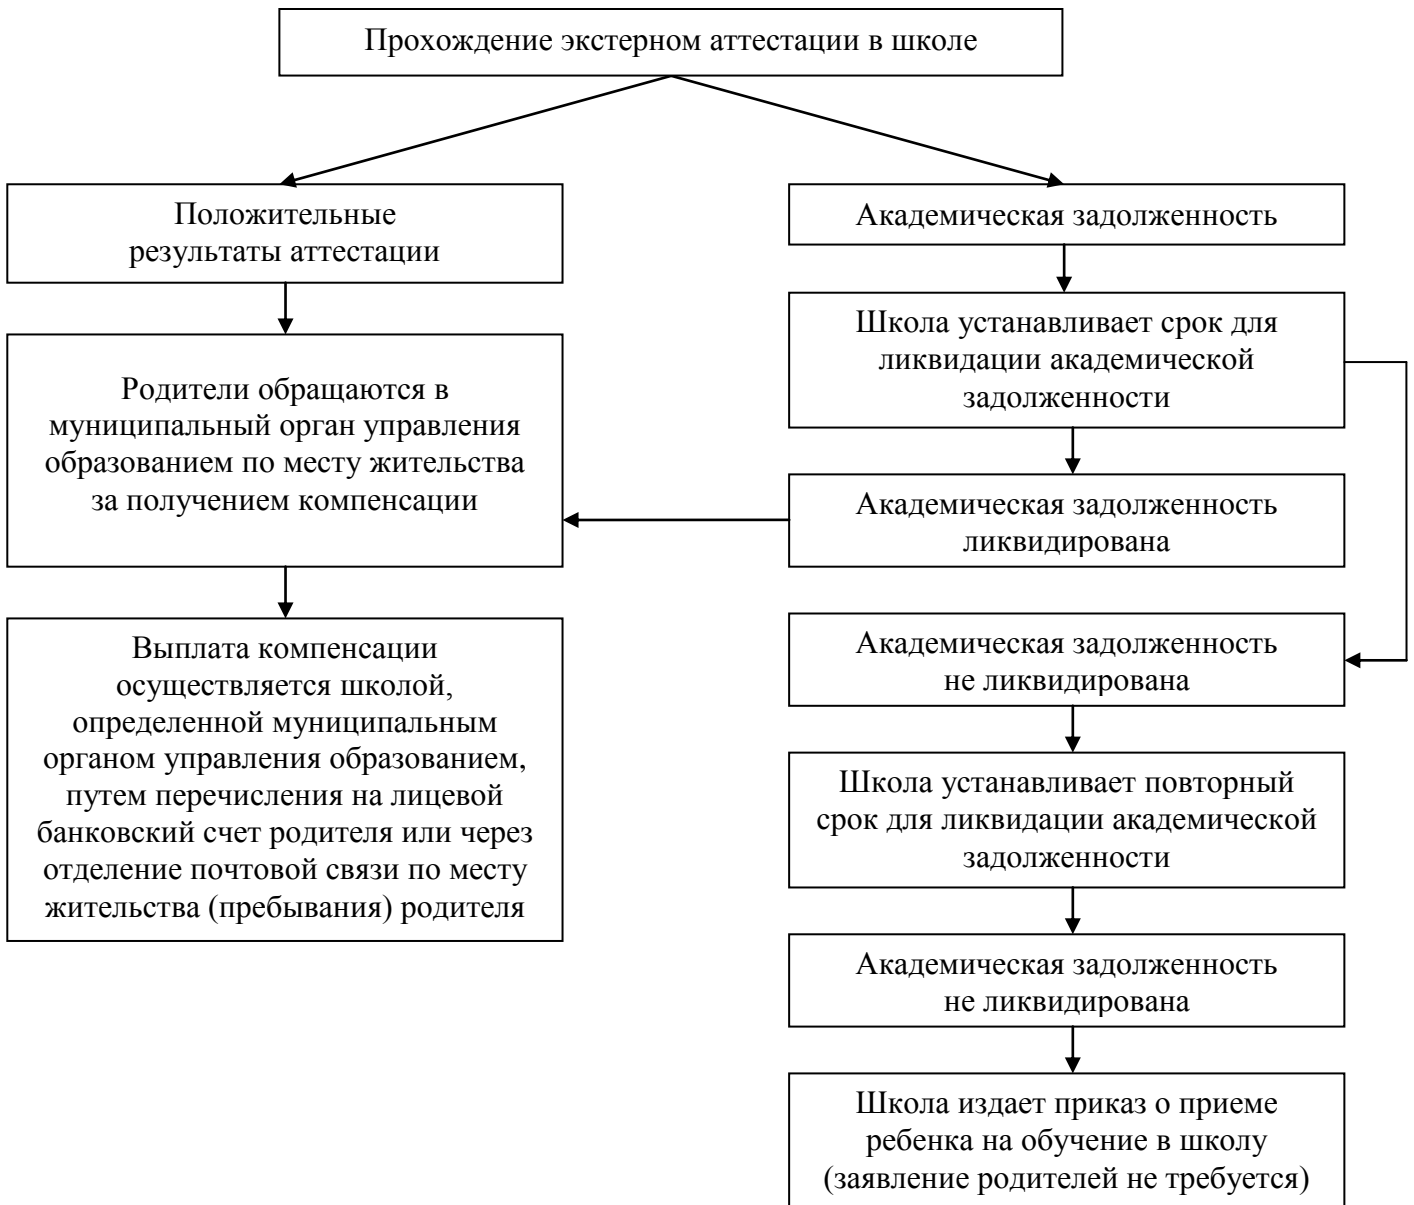 Прохождение экстерном аттестации в школе
Положительные
результаты аттестации
Родители обращаются в
муниципальный орган управления
образованием по месту жительства
за получением компенсации
Выплата компенсации
осуществляется школой,
определенной муниципальным
органом управления образованием,
путем перечисления на лицевой
банковский счет родителя или через
отделение почтовой связи по месту
жительства (пребывания) родителя
Академическая задолженность
Школа устанавливает срок для
ликвидации академической
задолженности
Академическая задолженность
ликвидирована
Академическая задолженность
не ликвидирована
Школа устанавливает повторный
срок для ликвидации академической
задолженности
Академическая задолженность
не ликвидирована
Школа издает приказ о приеме
ребенка на обучение в школу
(заявление родителей не требуется)